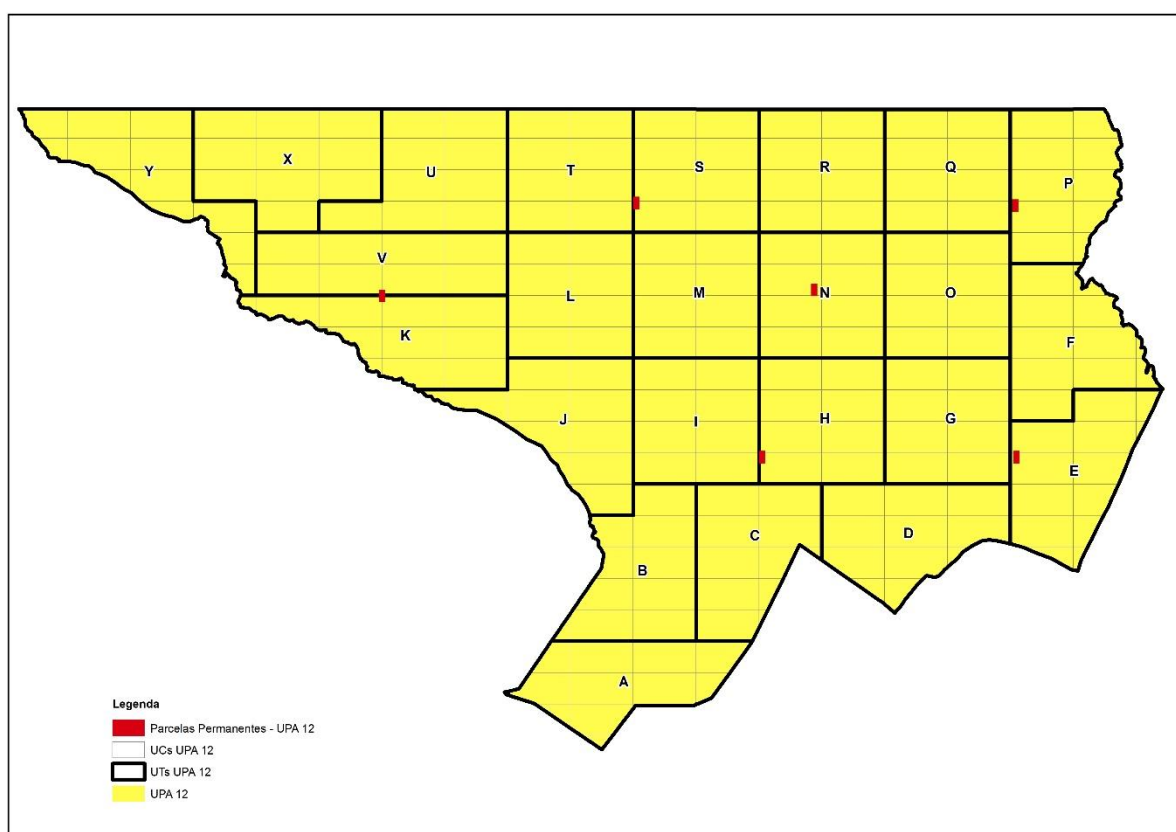 Y
X
U
T
S
R
Q
P
V
L
M
N
O
K
F
J
I
H
G
E
B
C
D
A
Legenda
Parcelas Permanentes - UPA 12
UCs UPA 12
UTs UPA 12
UPA 12